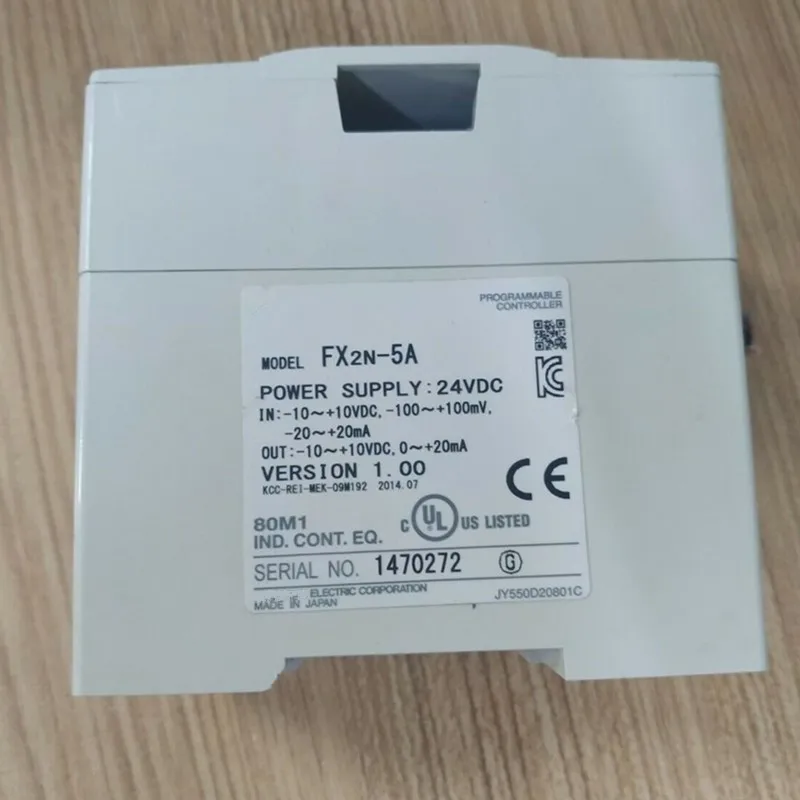 PROGRAMMABLE
CONTROLLER
MODEL FX2N-5A
POWER SUPPLY: 24VDC
IN:-10~+10VDC, -100~+100mV,
-20~+20mA
OUT:-10~+10VDC, 0~+20mA
VERSION 1.00
KCC-REI-MEK-09M192 2014.07
CE
80M1
IND. CONT. EQ.
C UL US LISTED
SERIAL NO. 1470272 G
ELECTRIC CORPORATION
MADE IN JAPAN
JY550D20801C